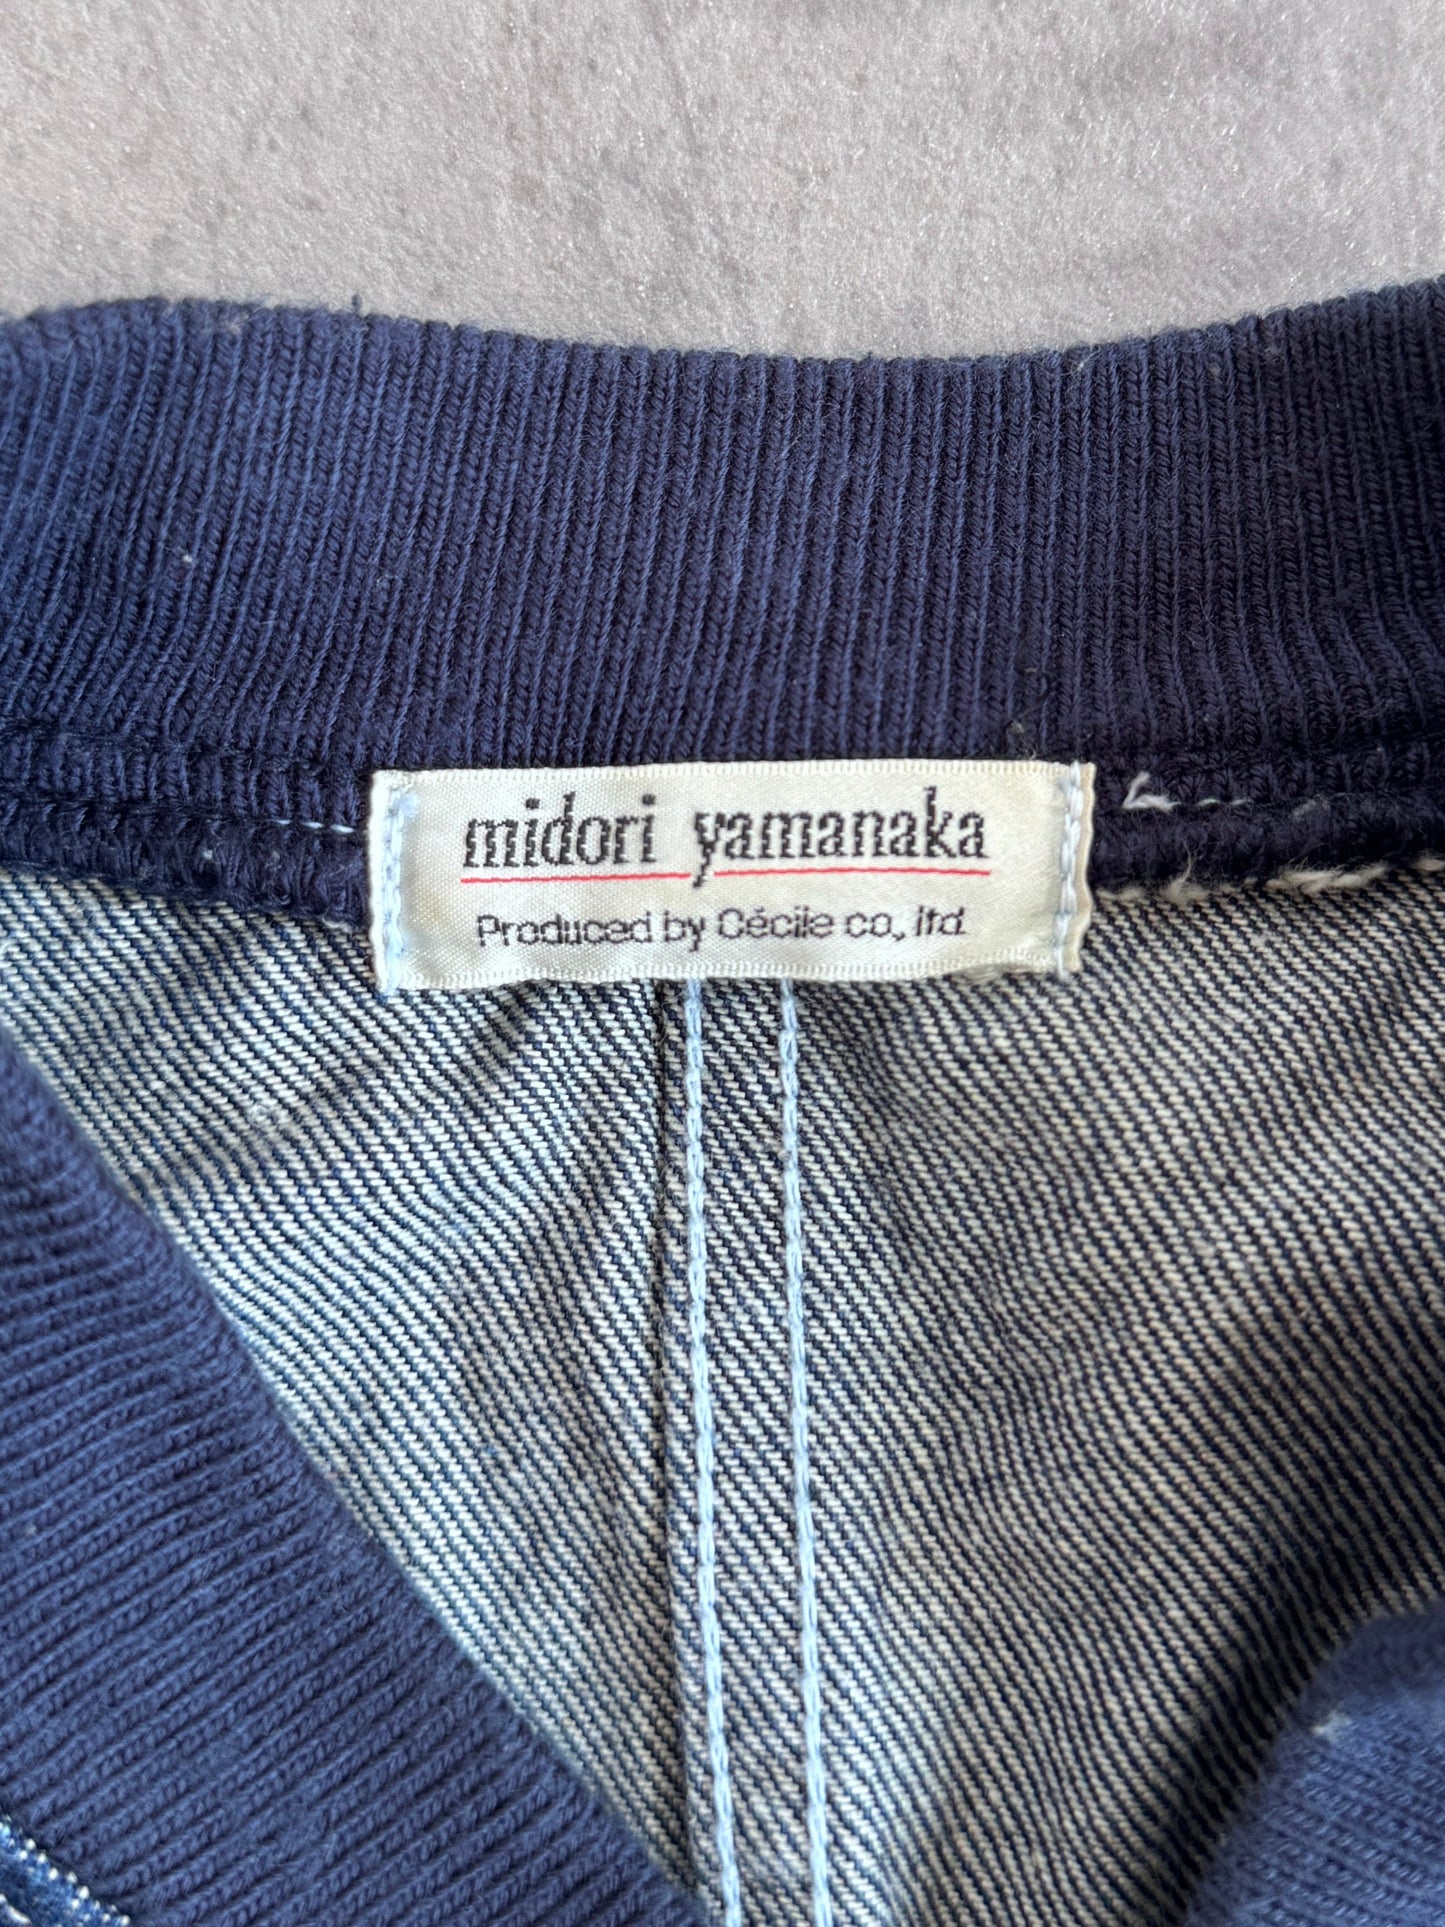 midori yamanaka
Produced by Cécile co., ltd.